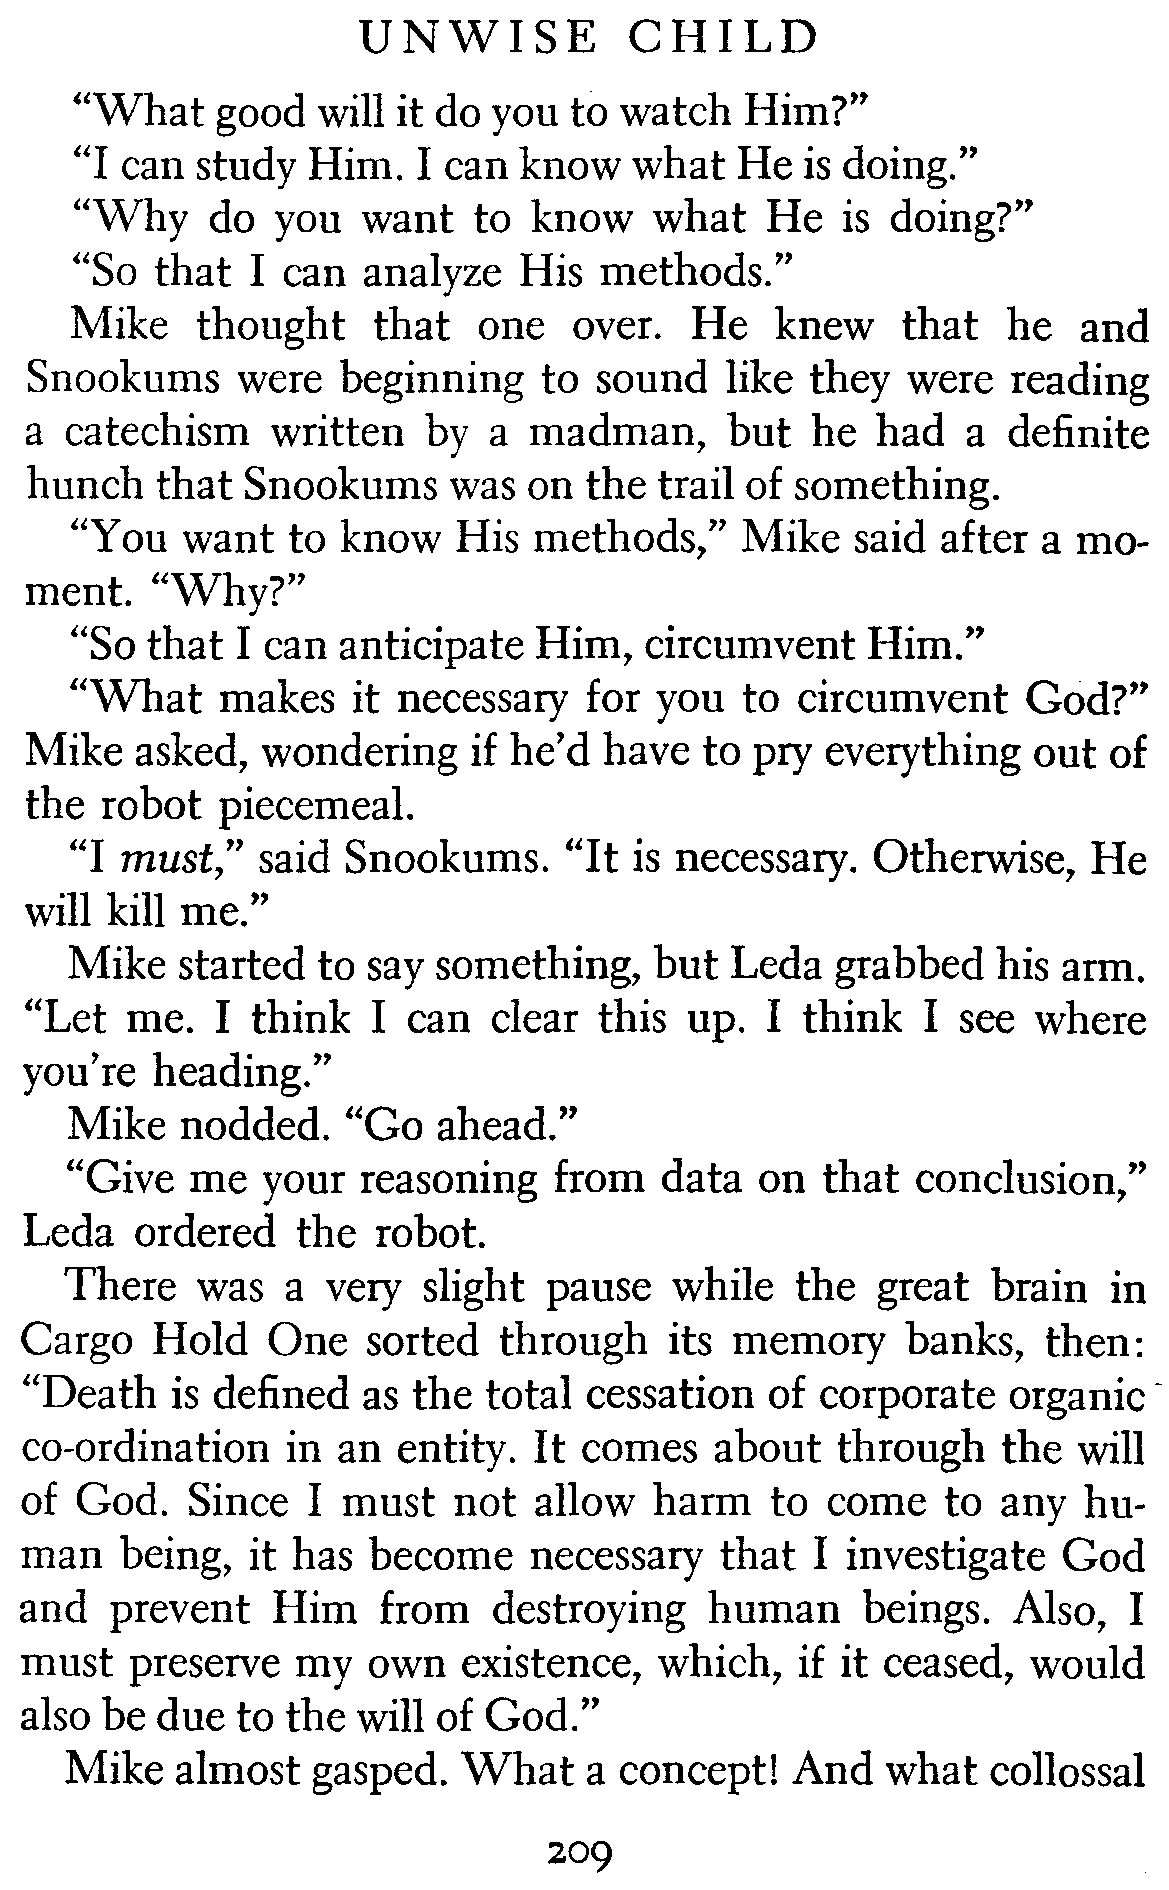 UNWISE CHILD
“What good will it do you to watch Him?”
“I can study Him. I can know what He is doing.”
“Why do you want to know what He is doing?”
“So that I can analyze His methods.”
Mike thought that one over. He knew that he and
Snookums were beginning to sound like they were reading
a catechism written by a madman, but he had a definite
hunch that Snookums was on the trail of something.
“You want to know His methods,” Mike said after a mo-
ment. “Why?”
“So that I can anticipate Him, circumvent Him.”
“What makes it necessary for you to circumvent God?”
Mike asked, wondering if he’d have to pry everything out of
the robot piecemeal.
“I must,” said Snookums. “It is necessary. Otherwise, He
will kill me.”
Mike started to say something, but Leda grabbed his arm.
“Let me. I think I can clear this up. I think I see where
you’re heading.”
Mike nodded. “Go ahead.”
“Give me your reasoning from data on that conclusion,”
Leda ordered the robot.
There was a very slight pause while the great brain in
Cargo Hold One sorted through its memory banks, then:
“Death is defined as the total cessation of corporate organic
co-ordination in an entity. It comes about through the will
of God. Since I must not allow harm to come to any hu-
man being, it has become necessary that I investigate God
and prevent Him from destroying human beings. Also, I
must preserve my own existence, which, if it ceased, would
also be due to the will of God.”
Mike almost gasped. What a concept! And what collossal
209